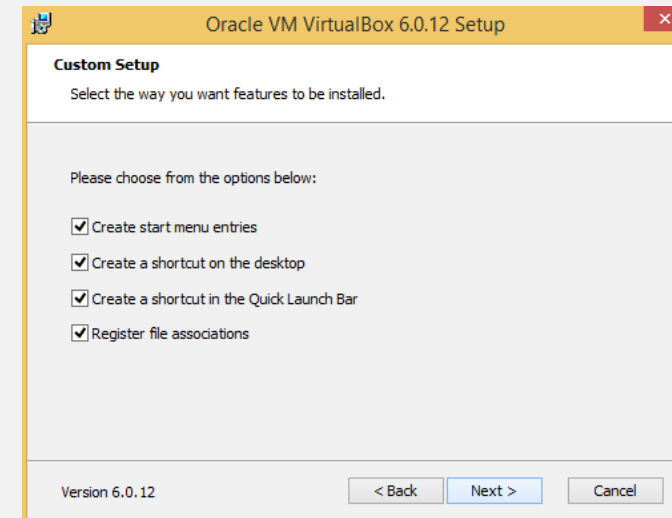 Oracle VM VirtualBox 6.0.12 Setup
Custom Setup
Select the way you want features to be installed.
Please choose from the options below:
Create start menu entries
Create a shortcut on the desktop
Create a shortcut in the Quick Launch Bar
Register file associations
Version 6.0.12
< Back
Next >
Cancel